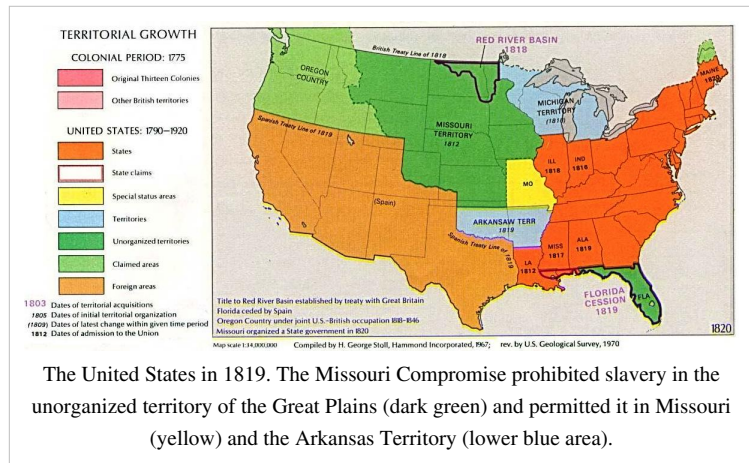 TERRITORIAL GROWTH
COLONIAL PERIOD: 1775
Original Thirteen Colonies
Other British territories
UNITED STATES: 1790–1920
States
State claims
Special status areas
Territories
Unorganized territories
Claimed areas
Foreign areas
1803 Dates of territorial acquisitions
1805 Dates of initial territorial organization
(1809) Dates of latest change within given time period
1812 Dates of admission to the Union
RED RIVER BASIN
1818
British Treaty Line of 1818
OREGON
COUNTRY
MAINE
1820
MICHIGAN
TERRITORY
(1818)
Spanish Treaty Line of 1819
MISSOURI
TERRITORY
1812
ILL
1818
IND
1816
MO
(Spain)
ARKANSAW TERR
1819
Spanish Treaty Line of 1819
MISS
1817
ALA
1819
LA
1812
FLORIDA
CESSION
1819
FLA
Title to Red River Basin established by treaty with Great Britain
Florida ceded by Spain
Oregon Country under joint U.S.–British occupation 1818–1846
Missouri organized a State government in 1820
1820
Map scale 1:34,000,000 Compiled by H. George Stoll, Hammond Incorporated, 1967; rev. by U.S. Geological Survey, 1970
The United States in 1819. The Missouri Compromise prohibited slavery in the
unorganized territory of the Great Plains (dark green) and permitted it in Missouri
(yellow) and the Arkansas Territory (lower blue area).